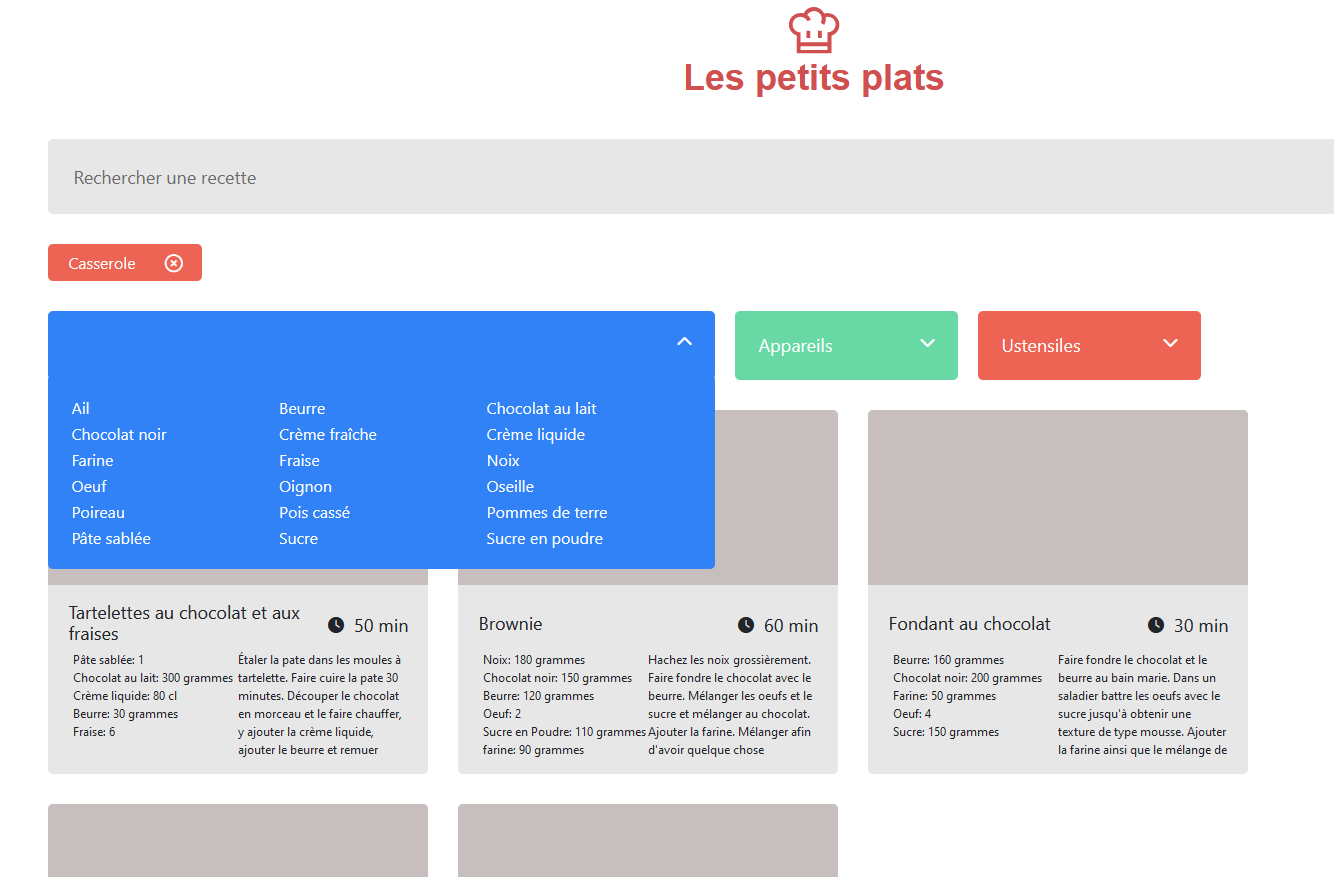 Les petits plats
Rechercher une recette
Casserole
Appareils
Ustensiles
Ail
Beurre
Chocolat au lait
Chocolat noir
Crème fraîche
Crème liquide
Farine
Fraise
Noix
Oeuf
Oignon
Oseille
Poireau
Pois cassé
Pommes de terre
Pâte sablée
Sucre
Sucre en poudre
Tartelettes au chocolat et aux
fraises
50 min
Pâte sablée: 1
Chocolat au lait: 300 grammes
Crème liquide: 80 cl
Beurre: 30 grammes
Fraise: 6
Étaler la pate dans les moules à
tartelette. Faire cuire la pate 30
minutes. Découper le chocolat
en morceau et le faire chauffer,
y ajouter la crème liquide,
ajouter le beurre et remuer
Brownie
60 min
Noix: 180 grammes
Chocolat noir: 150 grammes
Beurre: 120 grammes
Oeuf: 2
Sucre en Poudre: 110 grammes
farine: 90 grammes
Hachez les noix grossièrement.
Faire fondre le chocolat avec le
beurre. Mélanger les oeufs et le
sucre et mélanger au chocolat.
Ajouter la farine. Mélanger afin
d'avoir quelque chose
Fondant au chocolat
30 min
Beurre: 160 grammes
Chocolat noir: 200 grammes
Farine: 50 grammes
Oeuf: 4
Sucre: 150 grammes
Faire fondre le chocolat et le
beurre au bain marie. Dans un
saladier battre les oeufs avec le
sucre jusqu'à obtenir une
texture de type mousse. Ajouter
la farine ainsi que le mélange de